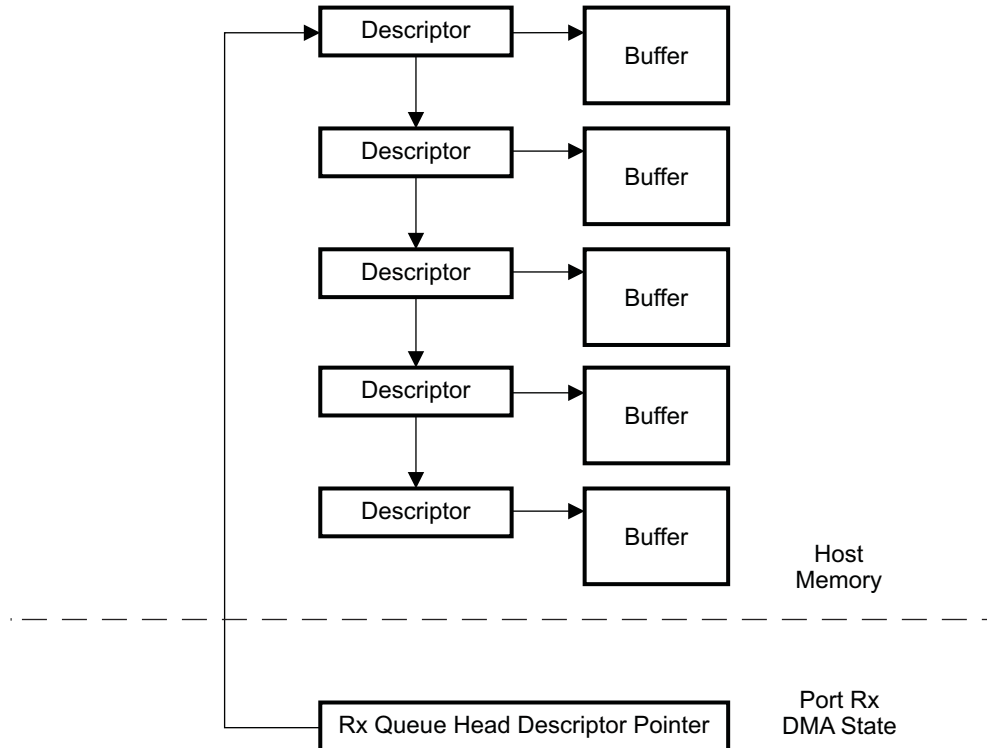 Descriptor
Buffer
Descriptor
Buffer
Descriptor
Buffer
Descriptor
Buffer
Descriptor
Buffer
Host
Memory
Port Rx
DMA State
Rx Queue Head Descriptor Pointer